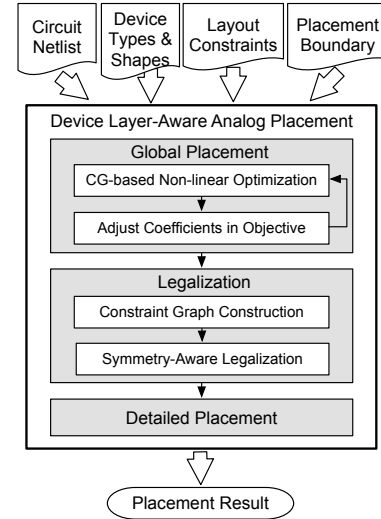 Circuit
Netlist
Device
Types &
Shapes
Layout
Constraints
Placement
Boundary
Device Layer-Aware Analog Placement
Global Placement
CG-based Non-linear Optimization
Adjust Coefficients in Objective
Legalization
Constraint Graph Construction
Symmetry-Aware Legalization
Detailed Placement
Placement Result